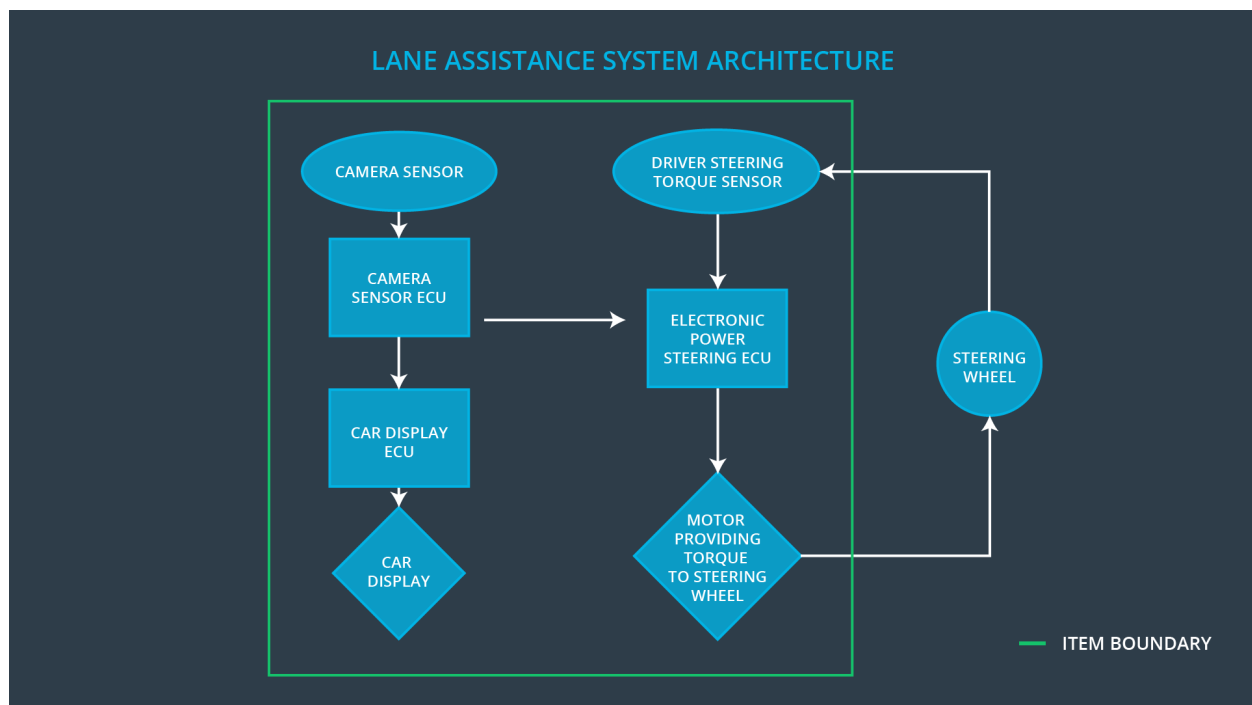 LANE ASSISTANCE SYSTEM ARCHITECTURE
CAMERA SENSOR
CAMERA
SENSOR ECU
CAR DISPLAY
ECU
CAR
DISPLAY
DRIVER STEERING
TORQUE SENSOR
ELECTRONIC
POWER
STEERING ECU
MOTOR
PROVIDING
TORQUE
TO STEERING
WHEEL
STEERING
WHEEL
ITEM BOUNDARY